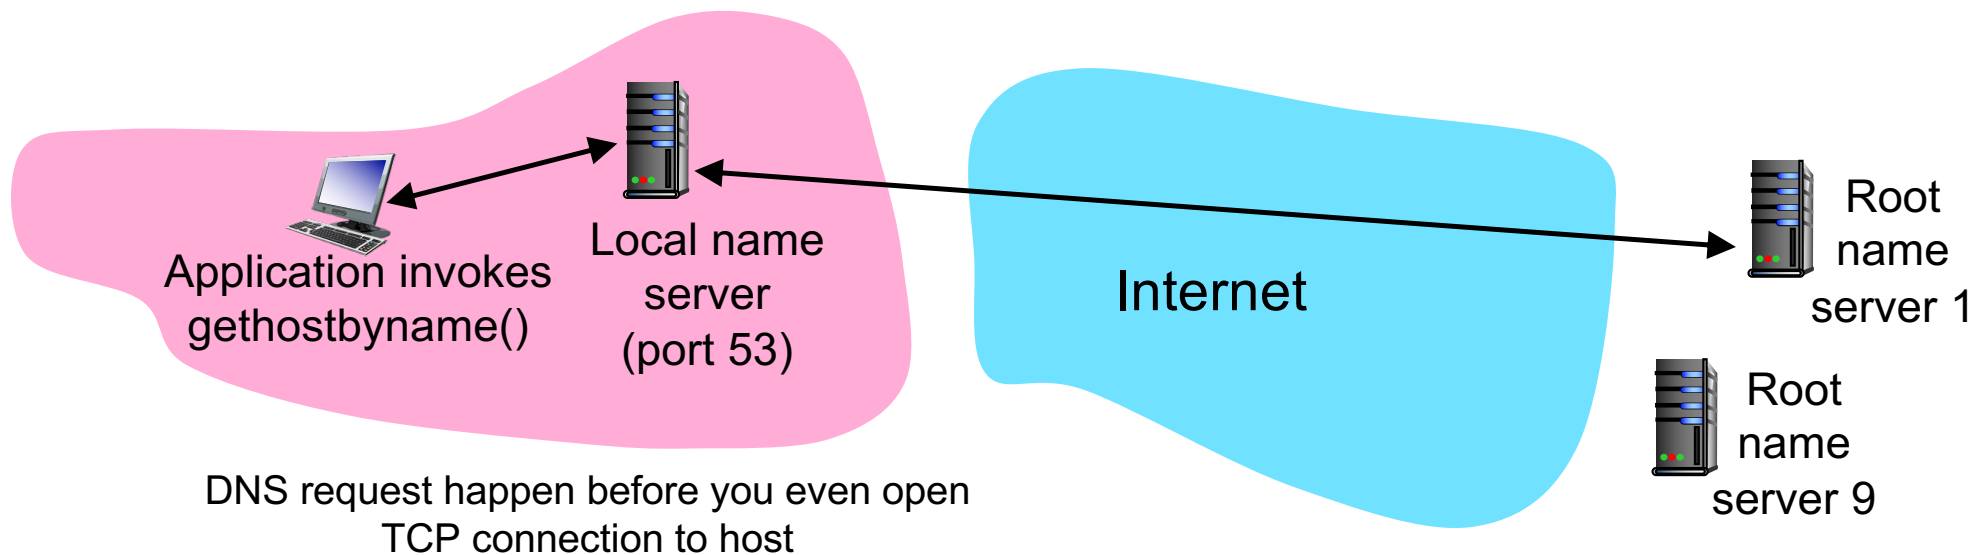 Application invokes
gethostbyname()
Local name
server
(port 53)
Internet
Root
name
server 1
Root
name
server 9
DNS request happen before you even open
TCP connection to host